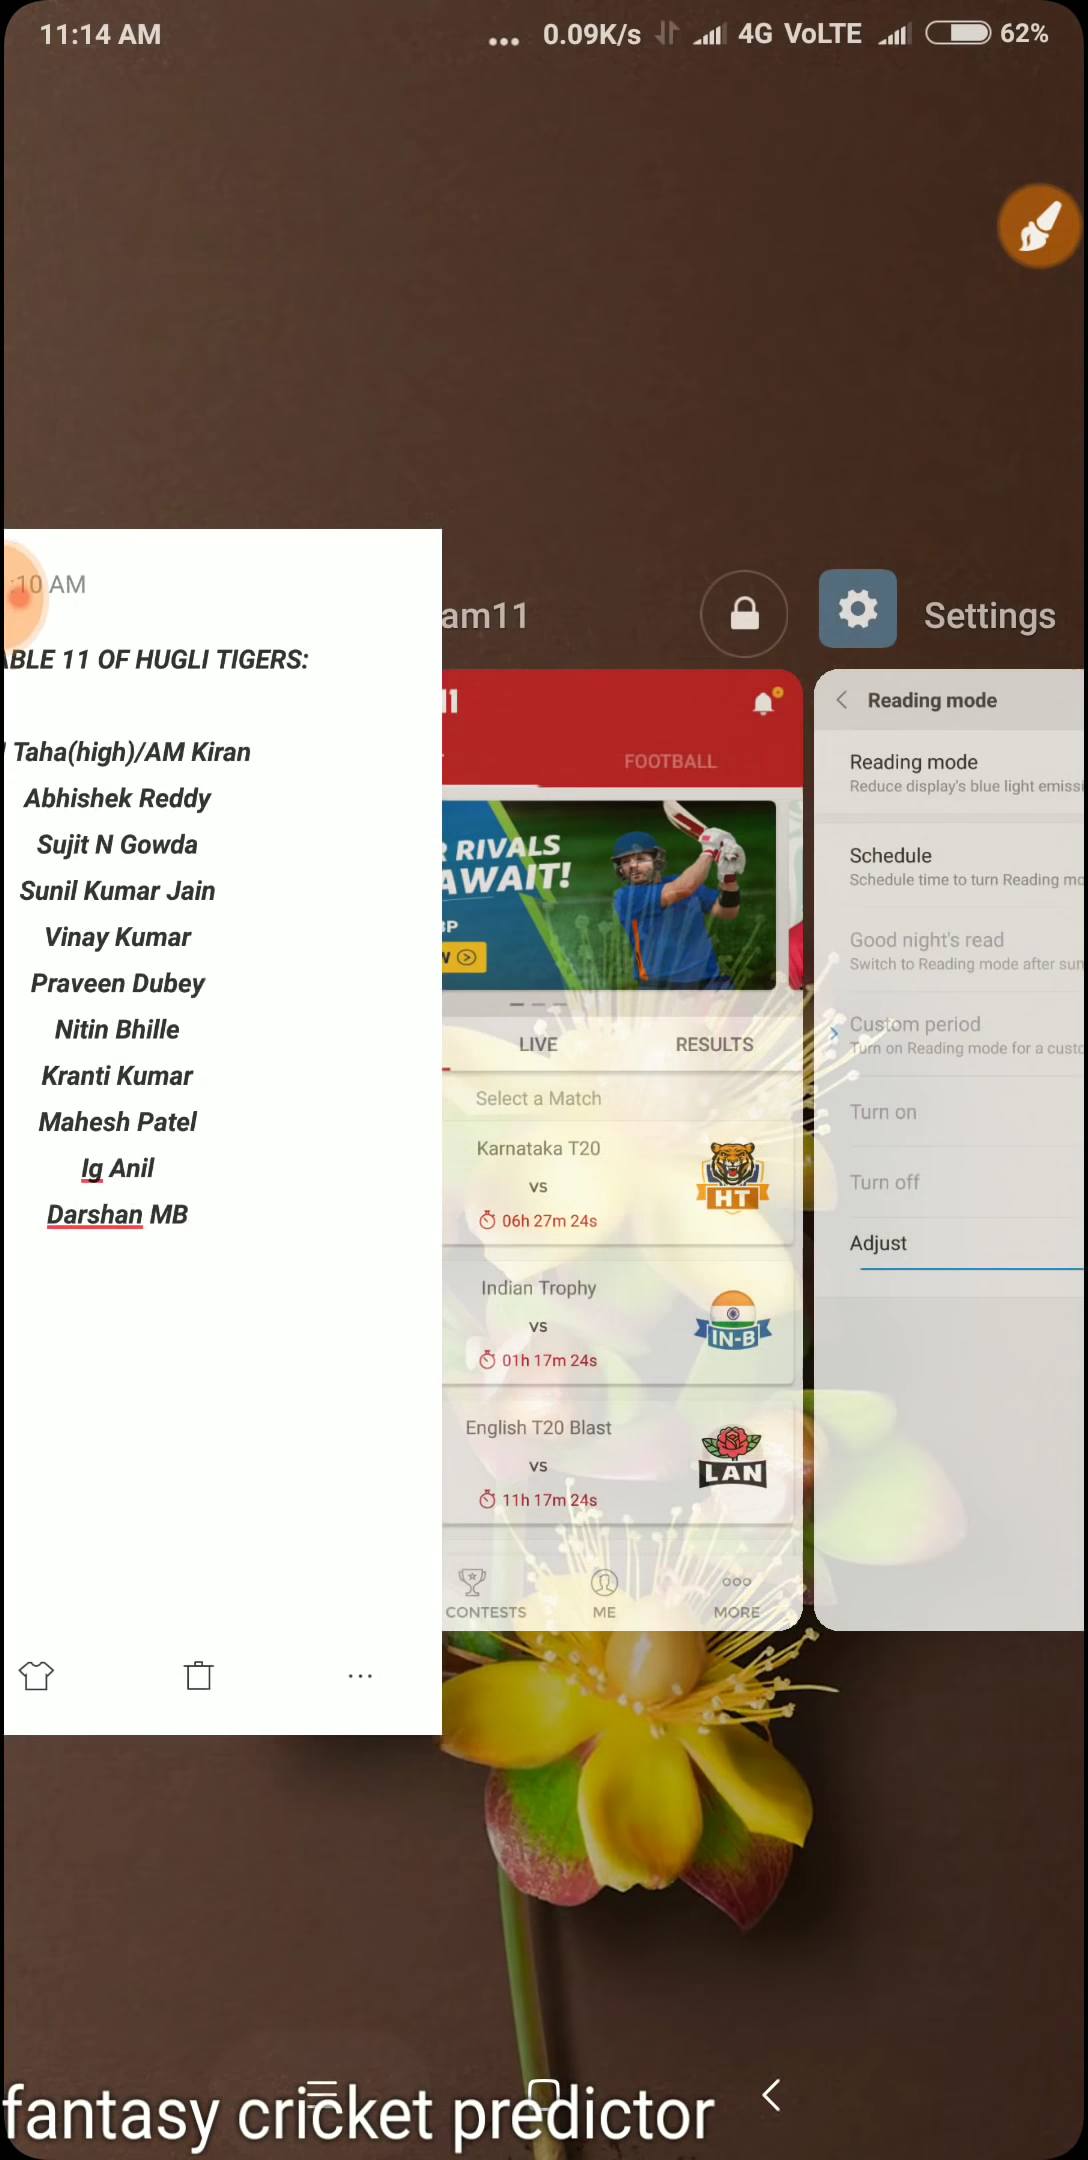 11:14 AM
... 0.09K/s 4G VoLTE 62%
:10 AM
ABLE 11 OF HUGLI TIGERS:
Taha(high)/AM Kiran
Abhishek Reddy
Sujit N Gowda
Sunil Kumar Jain
Vinay Kumar
Praveen Dubey
Nitin Bhille
Kranti Kumar
Mahesh Patel
Ig Anil
Darshan MB
am11
11
FOOTBALL
R RIVALS
AWAIT!
BP
W
LIVE RESULTS
Select a Match
Karnataka T20
vs
06h 27m 24s
HT
Indian Trophy
vs
01h 17m 24s
IN-B
English T20 Blast
vs
11h 17m 24s
LAN
CONTESTS ME MORE
Settings
Reading mode
Reading mode
Reduce display's blue light emissi
Schedule
Schedule time to turn Reading mo
Good night's read
Switch to Reading mode after sun
Custom period
Turn on Reading mode for a custo
Turn on
Turn off
Adjust
fantasy cricket predictor